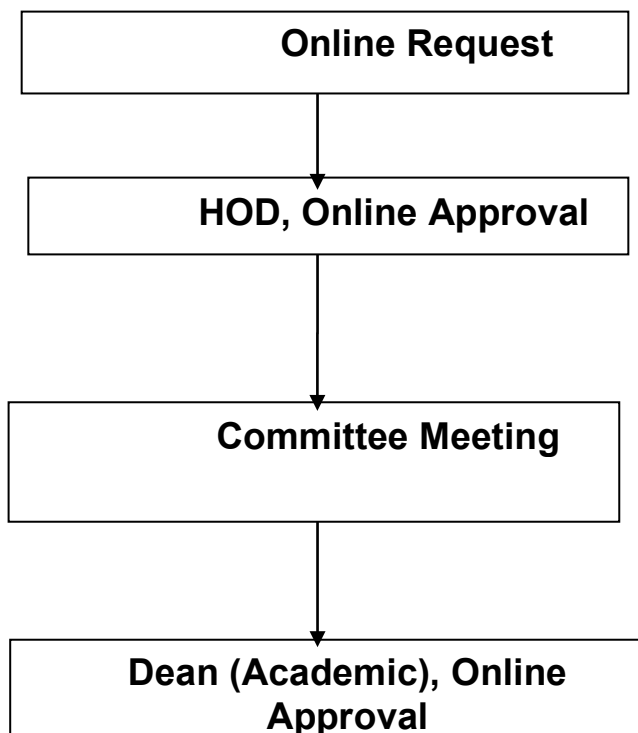 Online Request
HOD, Online Approval
Committee Meeting
Dean (Academic), Online
Approval